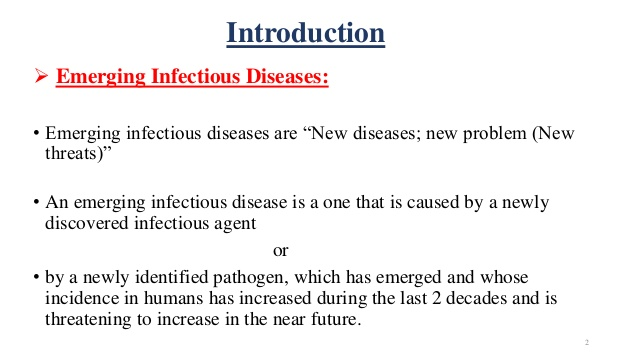 Introduction
➢ Emerging Infectious Diseases:
• Emerging infectious diseases are “New diseases; new problem (New
threats)”
• An emerging infectious disease is a one that is caused by a newly
discovered infectious agent
or
• by a newly identified pathogen, which has emerged and whose
incidence in humans has increased during the last 2 decades and is
threatening to increase in the near future.
2